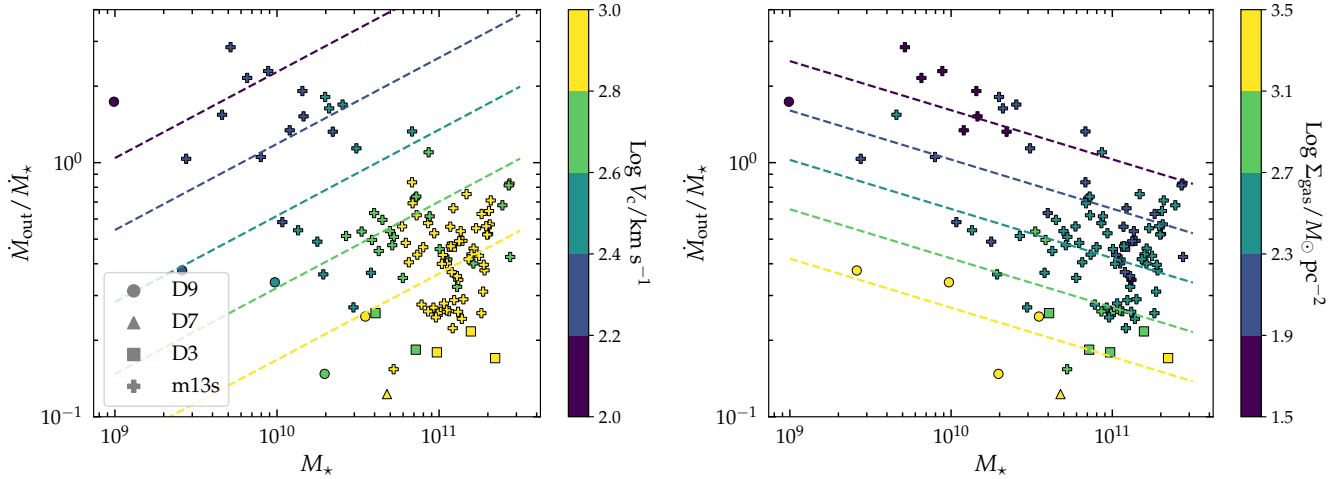 10⁰
10⁻¹
Ṁout / Ṁ⋆
D9
D7
D3
m13s
10⁹ 10¹⁰ 10¹¹
M⋆
3.0
2.8
2.6
2.4
2.2
2.0
Log Vc/km s⁻¹
10⁰
10⁻¹
Ṁout / Ṁ⋆
10⁹ 10¹⁰ 10¹¹
M⋆
3.5
3.1
2.7
2.3
1.9
1.5
Log Σgas/M⊙ pc⁻²